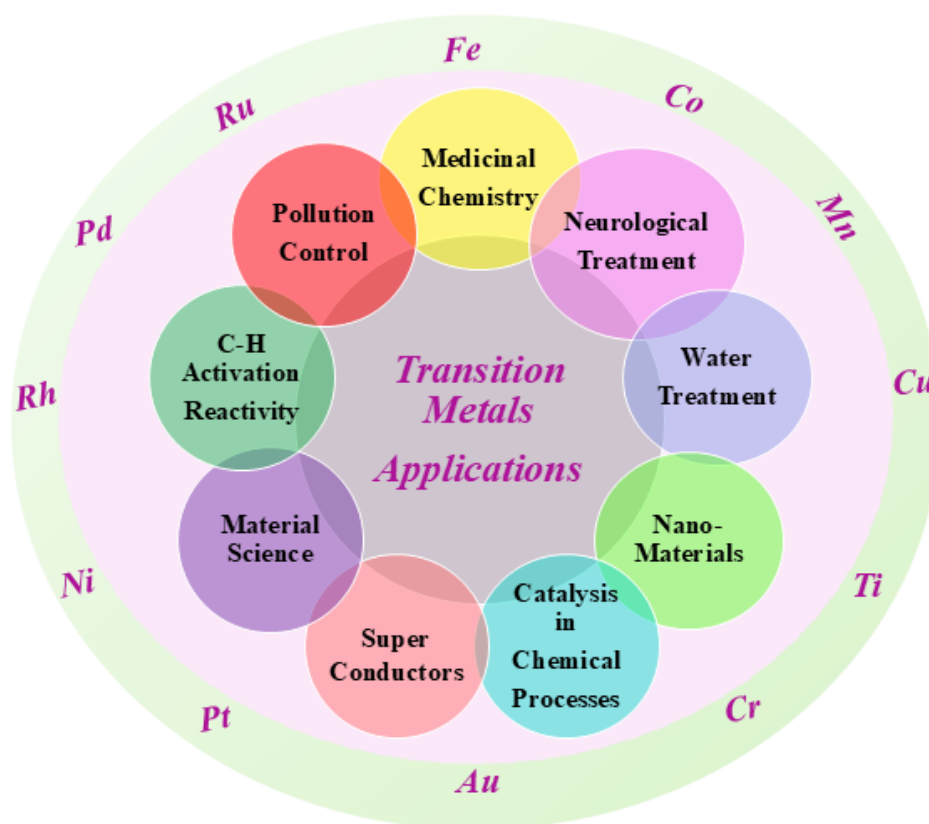 Fe
Co
Mn
Cu
Ti
Cr
Au
Pt
Ni
Rh
Pd
Ru
Medicinal
Chemistry
Neurological
Treatment
Water
Treatment
Nano-
Materials
Catalysis
in
Chemical
Processes
Super
Conductors
Material
Science
C-H
Activation
Reactivity
Pollution
Control
Transition
Metals
Applications